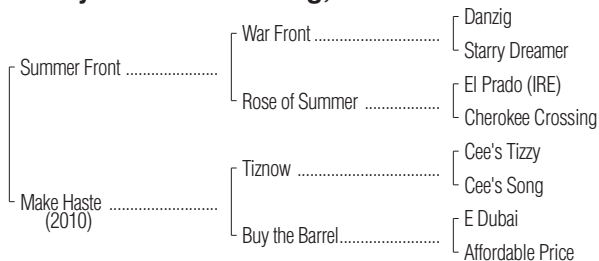 War Front ....................................
Danzig
Starry Dreamer
Summer Front ........................
Rose of Summer .....................
El Prado (IRE)
Cherokee Crossing
Tiznow ........................................
Cee's Tizzy
Cee's Song
Make Haste .............................
(2010)
Buy the Barrel............................
E Dubai
Affordable Price